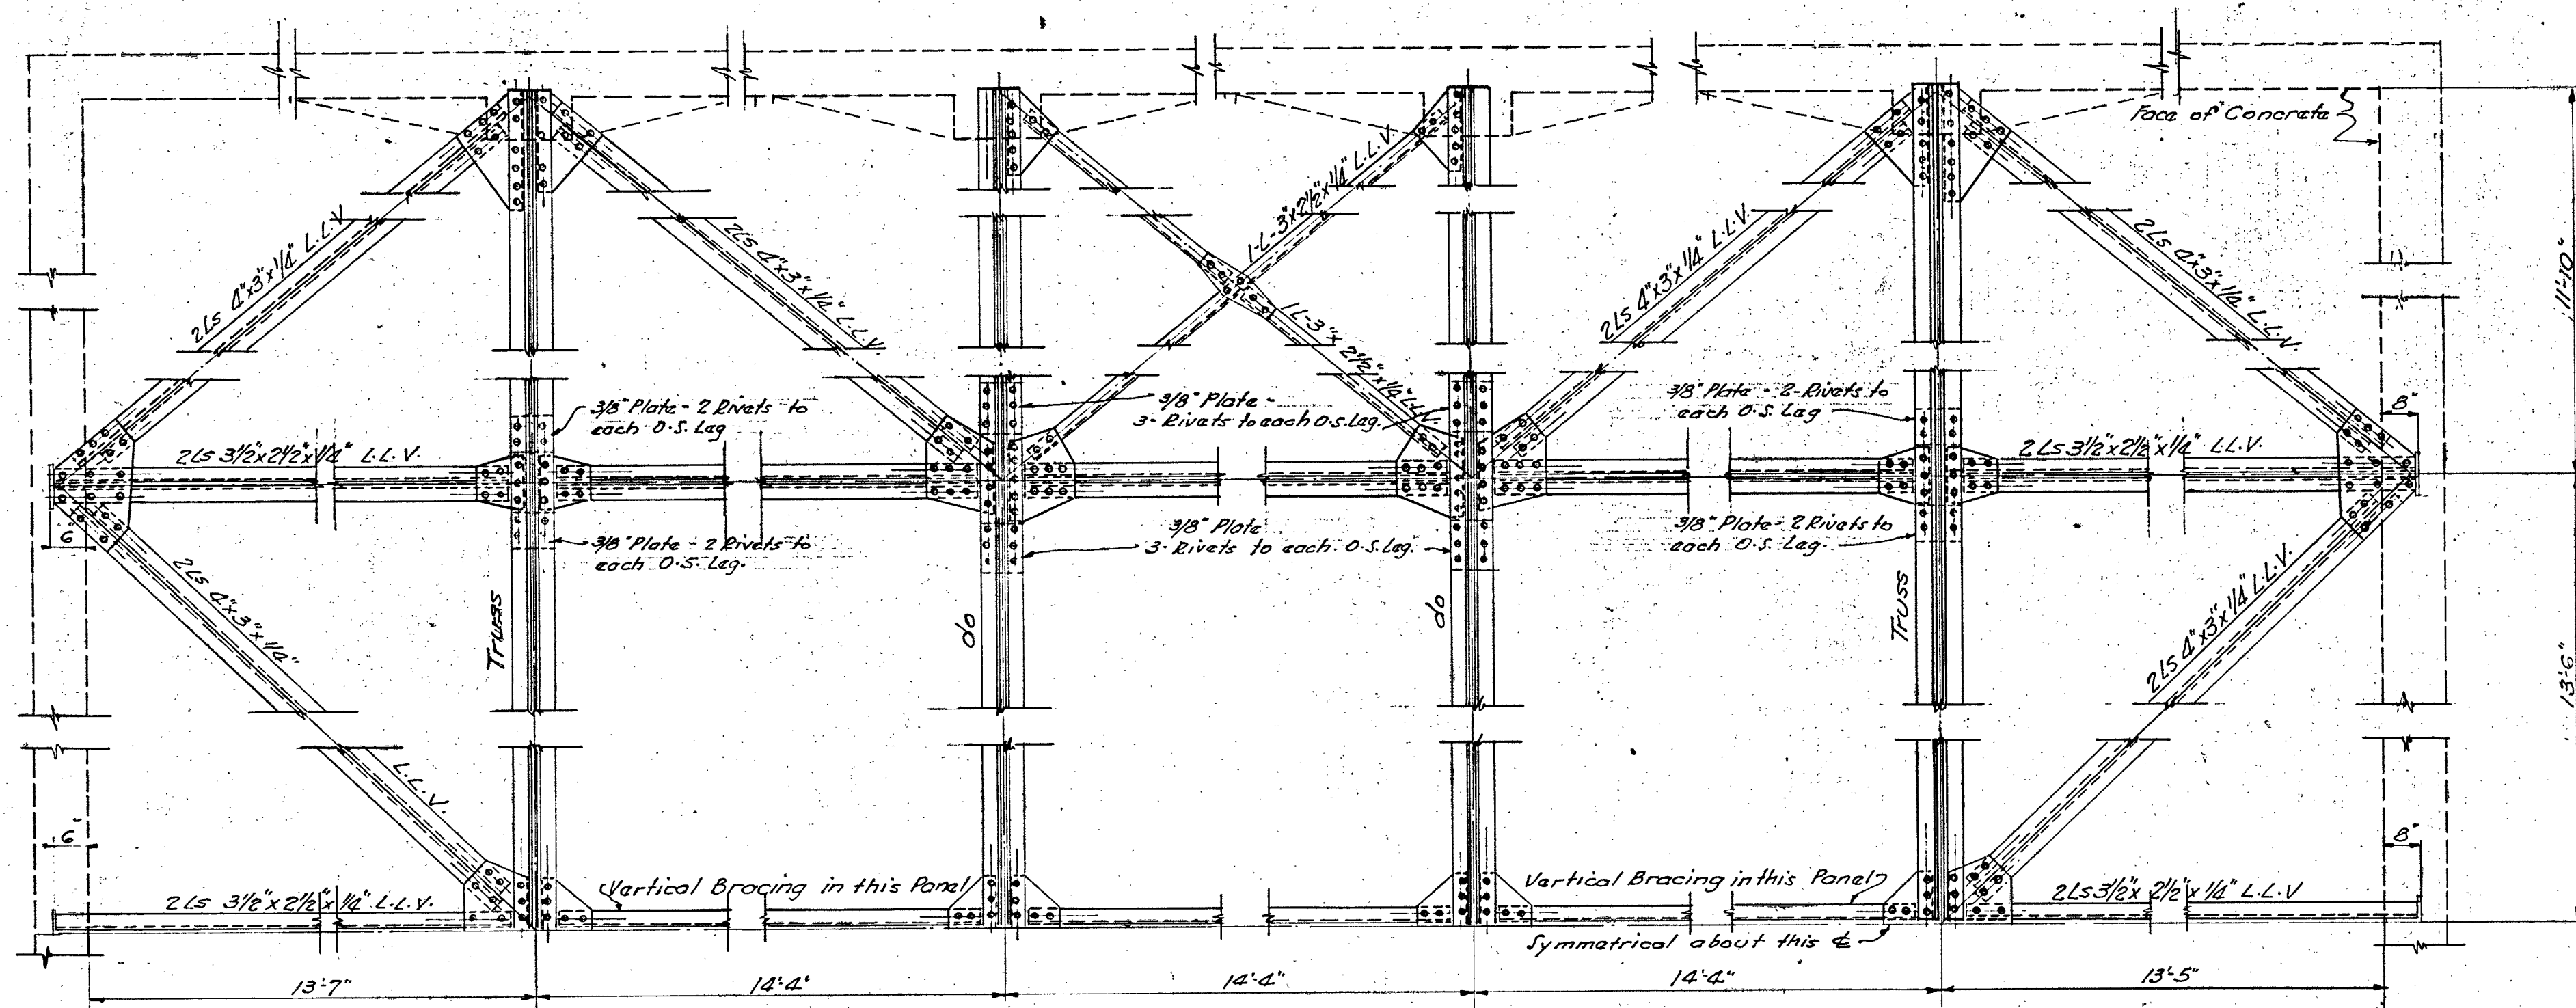 Face of Concrete
11'-10"
2Ls 4"x3"x1/4" L.L.V.
2Ls 4"x3"x1/4" L.L.V.
1-L-3"x2 1/2"x1/4" L.L.V.
1L-3"x 2 1/2"x1/4" L.L.V.
2Ls 4"x3"x1/4" L.L.V.
2Ls 4"x3"x1/4" L.L.V.
3/8" Plate - 2 Rivets to
each O.S. Leg
3/8" Plate -
3-Rivets to each O.S. Leg.
3/8" Plate - 2-Rivets to
each O.S. Leg
8"
2Ls 3 1/2"x2 1/2"x1/4" L.L.V.
2Ls 3 1/2"x2 1/2"x1/4" L.L.V.
6"
3/8" Plate - 2 Rivets to
each O.S. Leg.
3/8" Plate
3-Rivets to each O.S. Leg.
3/8" Plate - 2 Rivets to
each O.S. Leg.
2Ls 4"x3"x1/4" L.L.V.
Truss
do
do
Truss
2Ls 4"x3"x1/4" L.L.V.
13'-6"
6"
8"
2Ls 3 1/2"x2 1/2"x1/4" L.L.V.
Vertical Bracing in this Panel
Vertical Bracing in this Panel
2Ls 3 1/2"x 2 1/2"x1/4" L.L.V
Symmetrical about this ℄
13'-7"
14'-4"
14'-4"
14'-4"
13'-5"